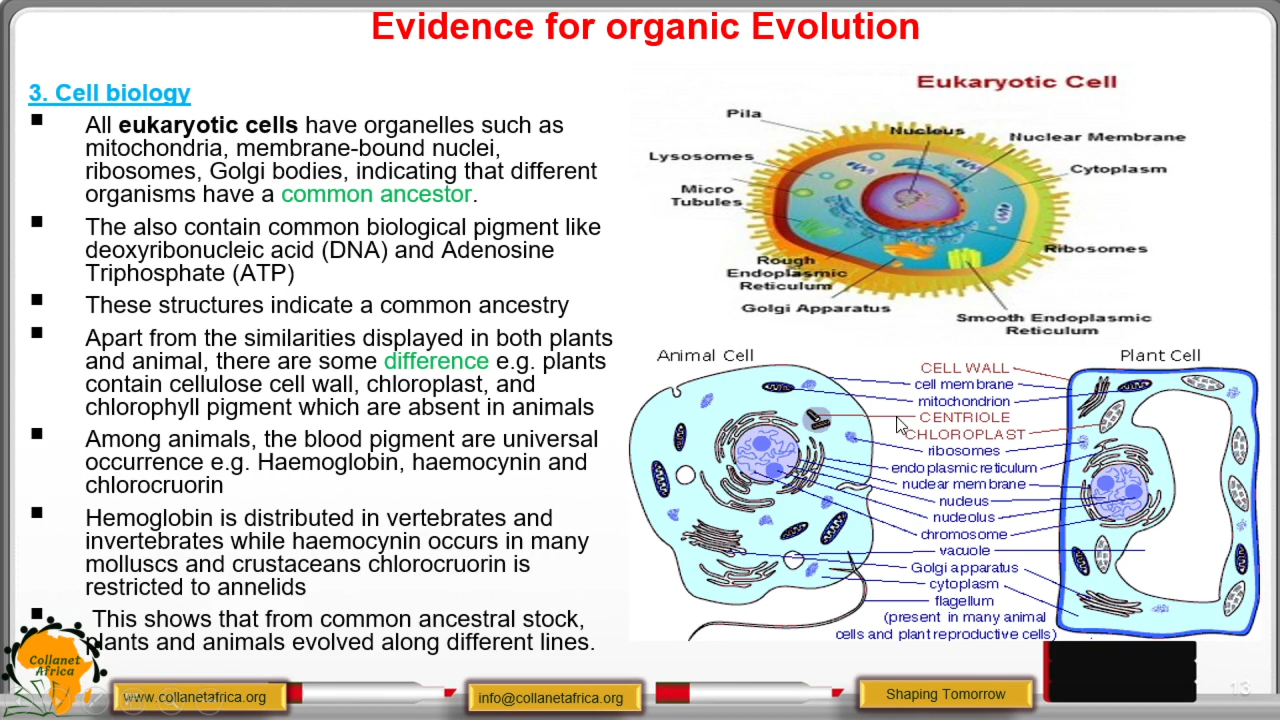 Evidence for organic Evolution
3. Cell biology
All eukaryotic cells have organelles such as
mitochondria, membrane-bound nuclei,
ribosomes, Golgi bodies, indicating that different
organisms have a common ancestor.
The also contain common biological pigment like
deoxyribonucleic acid (DNA) and Adenosine
Triphosphate (ATP)
These structures indicate a common ancestry
Apart from the similarities displayed in both plants
and animal, there are some difference e.g. plants
contain cellulose cell wall, chloroplast, and
chlorophyll pigment which are absent in animals
Among animals, the blood pigment are universal
occurrence e.g. Haemoglobin, haemocynin and
chlorocruorin
Hemoglobin is distributed in vertebrates and
invertebrates while haemocynin occurs in many
molluscs and crustaceans chlorocruorin is
restricted to annelids
This shows that from common ancestral stock,
plants and animals evolved along different lines.
Eukaryotic Cell
Pila
Nucleus
Nuclear Membrane
Lysosomes
Cytoplasm
Micro
Tubules
Ribosomes
Rough
Endoplasmic
Reticulum
Golgi Apparatus
Smooth Endoplasmic
Reticulum
Animal Cell
Plant Cell
CELL WALL
cell membrane
mitochondrion
CENTRIOLE
CHLOROPLAST
ribosomes
endoplasmic reticulum
nuclear membrane
nucleus
nucleolus
chromosome
vacuole
Golgi apparatus
cytoplasm
flagellum
(present in many animal
cells and plant reproductive cells)
Collanet
Africa
www.collanetafrica.org
info@collanetafrica.org
Shaping Tomorrow
13